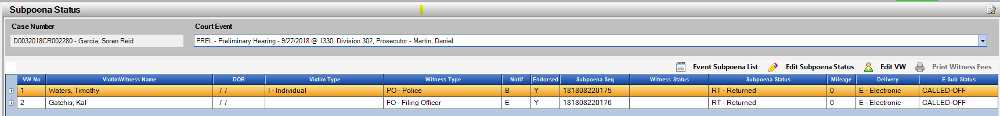 Subpoena Status
Case Number Court Event
D0032018CR002280 - Garcia, Soren Reid PREL - Preliminary Hearing - 9/27/2018 @ 1330, Division 302, Prosecutor - Martin, Daniel
Event Subpoena List Edit Subpoena Status Edit VW Print Witness Fees
VW No VictimWitness Name DOB Victim Type Witness Type Notif Endorsed Subpoena Seq Witness Status Subpoena Status Mileage Delivery E-Sub Status
1 Waters, Timothy / / I - Individual PO - Police B Y 181808220175 RT - Returned 0 E - Electronic CALLED-OFF
2 Gatchis, Kal / / FO - Filing Officer E Y 181808220176 RT - Returned 0 E - Electronic CALLED-OFF